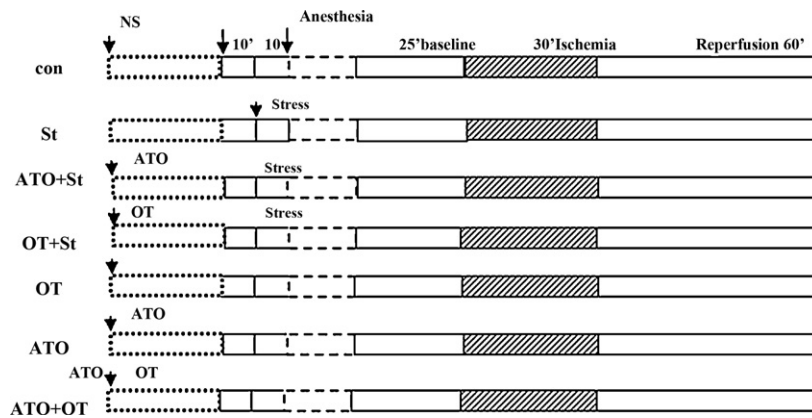 NS
Anesthesia
10' 10 25'baseline 30'Ischemia Reperfusion 60'
con
Stress
St
ATO
Stress
ATO+St
OT
Stress
OT+St
OT
ATO
ATO
ATO OT
ATO+OT